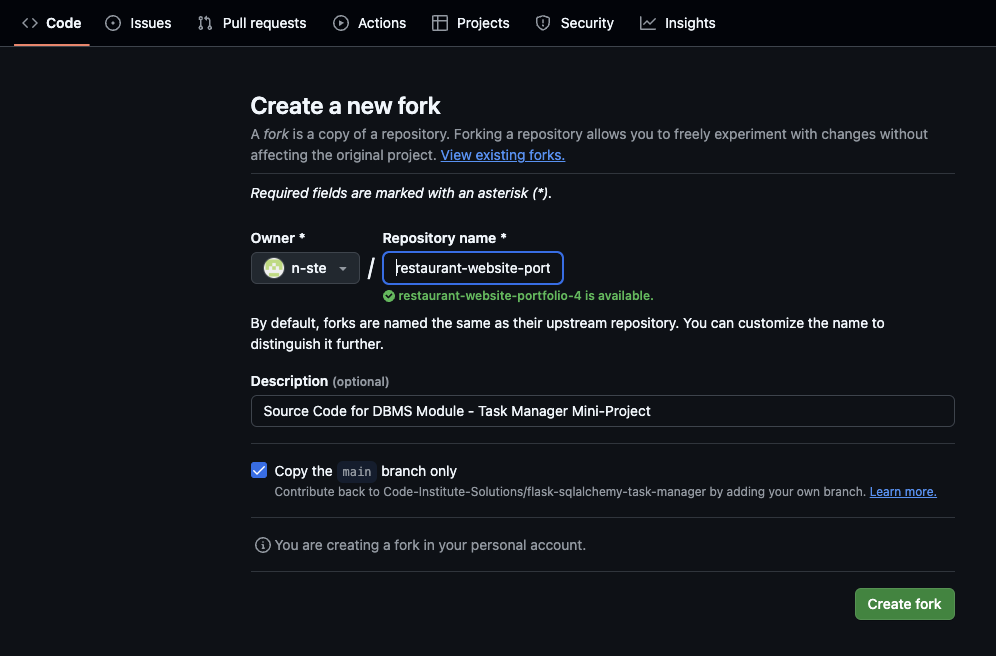 Code Issues Pull requests Actions Projects Security Insights
Create a new fork
A fork is a copy of a repository. Forking a repository allows you to freely experiment with changes without
affecting the original project. View existing forks.
Required fields are marked with an asterisk (*).
Owner * Repository name *
n-ste / restaurant-website-port
restaurant-website-portfolio-4 is available.
By default, forks are named the same as their upstream repository. You can customize the name to
distinguish it further.
Description (optional)
Source Code for DBMS Module - Task Manager Mini-Project
Copy the main branch only
Contribute back to Code-Institute-Solutions/flask-sqlalchemy-task-manager by adding your own branch. Learn more.
You are creating a fork in your personal account.
Create fork